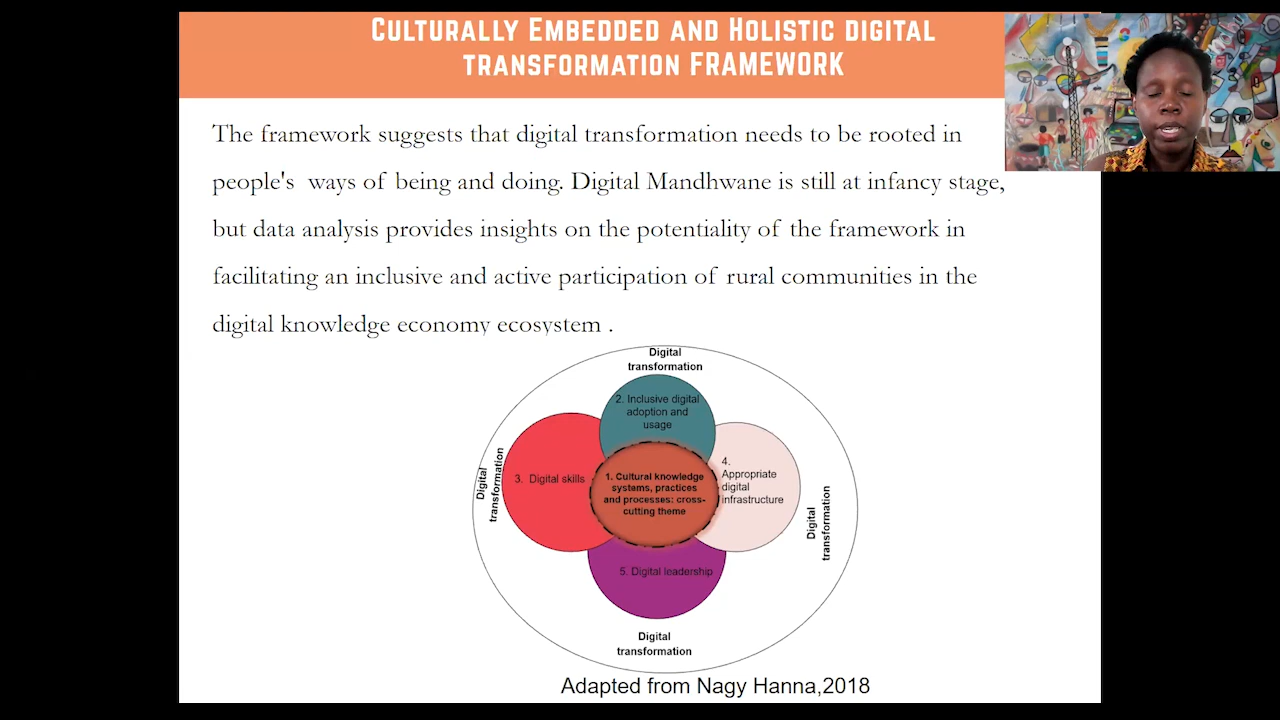 CULTURALLY EMBEDDED AND HOLISTIC DIGITAL
TRANSFORMATION FRAMEWORK
The framework suggests that digital transformation needs to be rooted in
people's ways of being and doing. Digital Mandhwane is still at infancy stage,
but data analysis provides insights on the potentiality of the framework in
facilitating an inclusive and active participation of rural communities in the
digital knowledge economy ecosystem .
Digital
transformation
2. Inclusive digital
adoption and
usage
Digital
transformation
3. Digital skills
1. Cultural knowledge
systems, practices
and processes: cross-
cutting theme
4.
Appropriate
digital
infrastructure
Digital
transformation
5. Digital leadership
Digital
transformation
Adapted from Nagy Hanna,2018